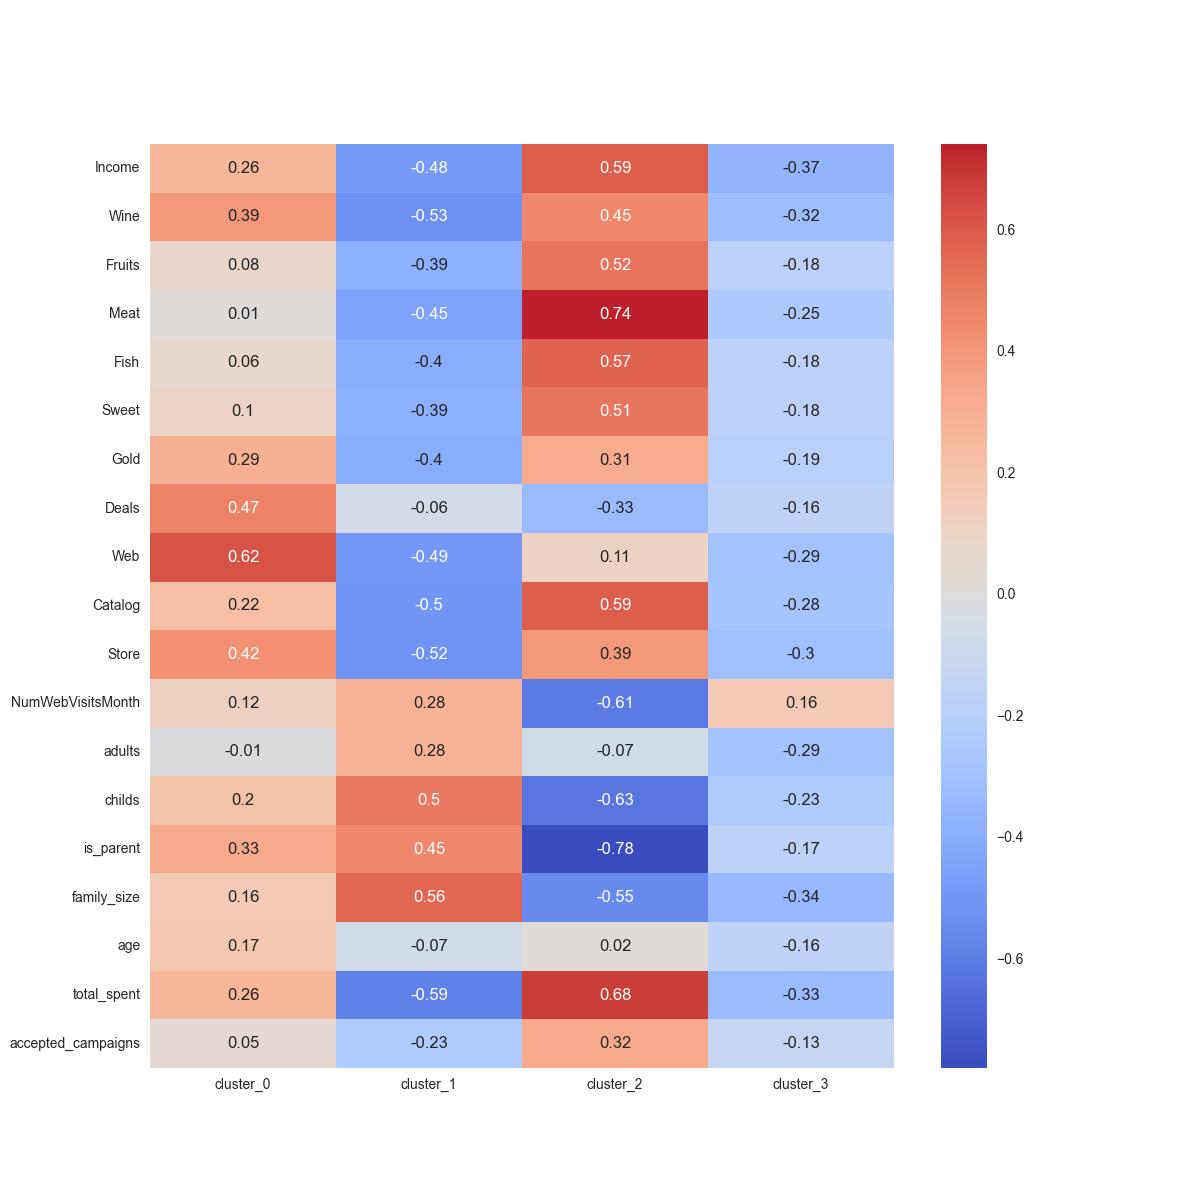 Income 0.26 -0.48 0.59 -0.37
Wine 0.39 -0.53 0.45 -0.32
0.6
Fruits 0.08 -0.39 0.52 -0.18
Meat 0.01 -0.45 0.74 -0.25
Fish 0.06 -0.4 0.57 -0.18
0.4
Sweet 0.1 -0.39 0.51 -0.18
Gold 0.29 -0.4 0.31 -0.19
0.2
Deals 0.47 -0.06 -0.33 -0.16
Web 0.62 -0.49 0.11 -0.29
0.0
Catalog 0.22 -0.5 0.59 -0.28
Store 0.42 -0.52 0.39 -0.3
NumWebVisitsMonth 0.12 0.28 -0.61 0.16
−0.2
adults -0.01 0.28 -0.07 -0.29
childs 0.2 0.5 -0.63 -0.23
−0.4
is_parent 0.33 0.45 -0.78 -0.17
family_size 0.16 0.56 -0.55 -0.34
age 0.17 -0.07 0.02 -0.16
−0.6
total_spent 0.26 -0.59 0.68 -0.33
accepted_campaigns 0.05 -0.23 0.32 -0.13
cluster_0 cluster_1 cluster_2 cluster_3